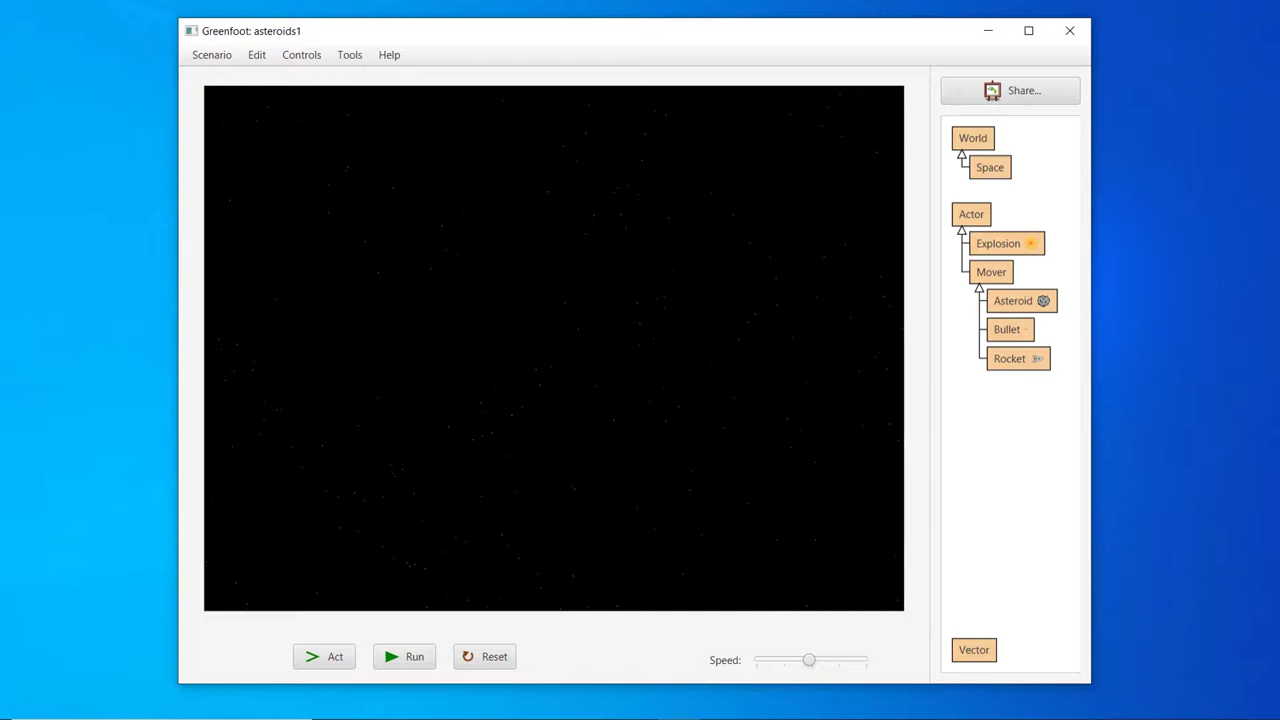 Greenfoot: asteroids1
Scenario Edit Controls Tools Help
Share...
World
Space
Actor
Explosion
Mover
Asteroid
Bullet
Rocket
Vector
Act Run Reset Speed: